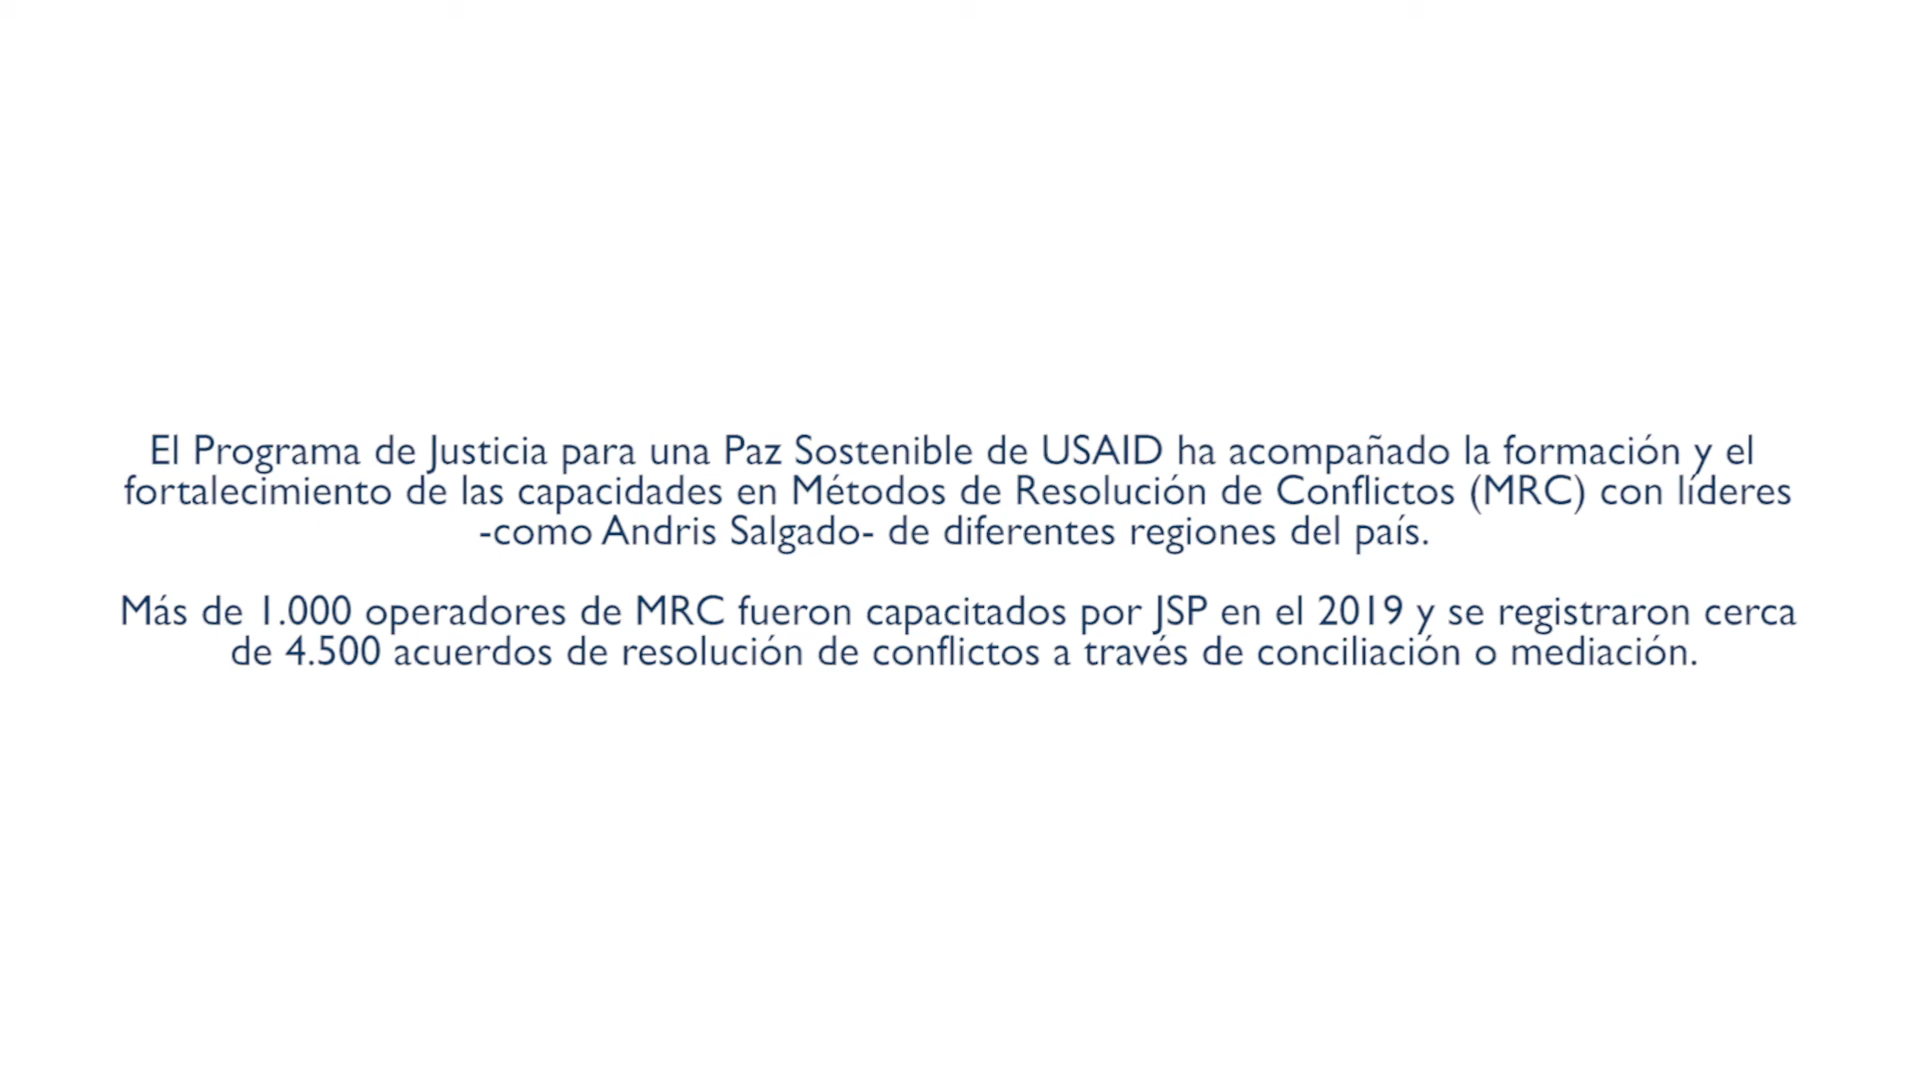 El Programa de Justicia para una Paz Sostenible de USAID ha acompañado la formación y el
fortalecimiento de las capacidades en Métodos de Resolución de Conflictos (MRC) con líderes
-como Andris Salgado- de diferentes regiones del país.
Más de 1.000 operadores de MRC fueron capacitados por JSP en el 2019 y se registraron cerca
de 4.500 acuerdos de resolución de conflictos a través de conciliación o mediación.